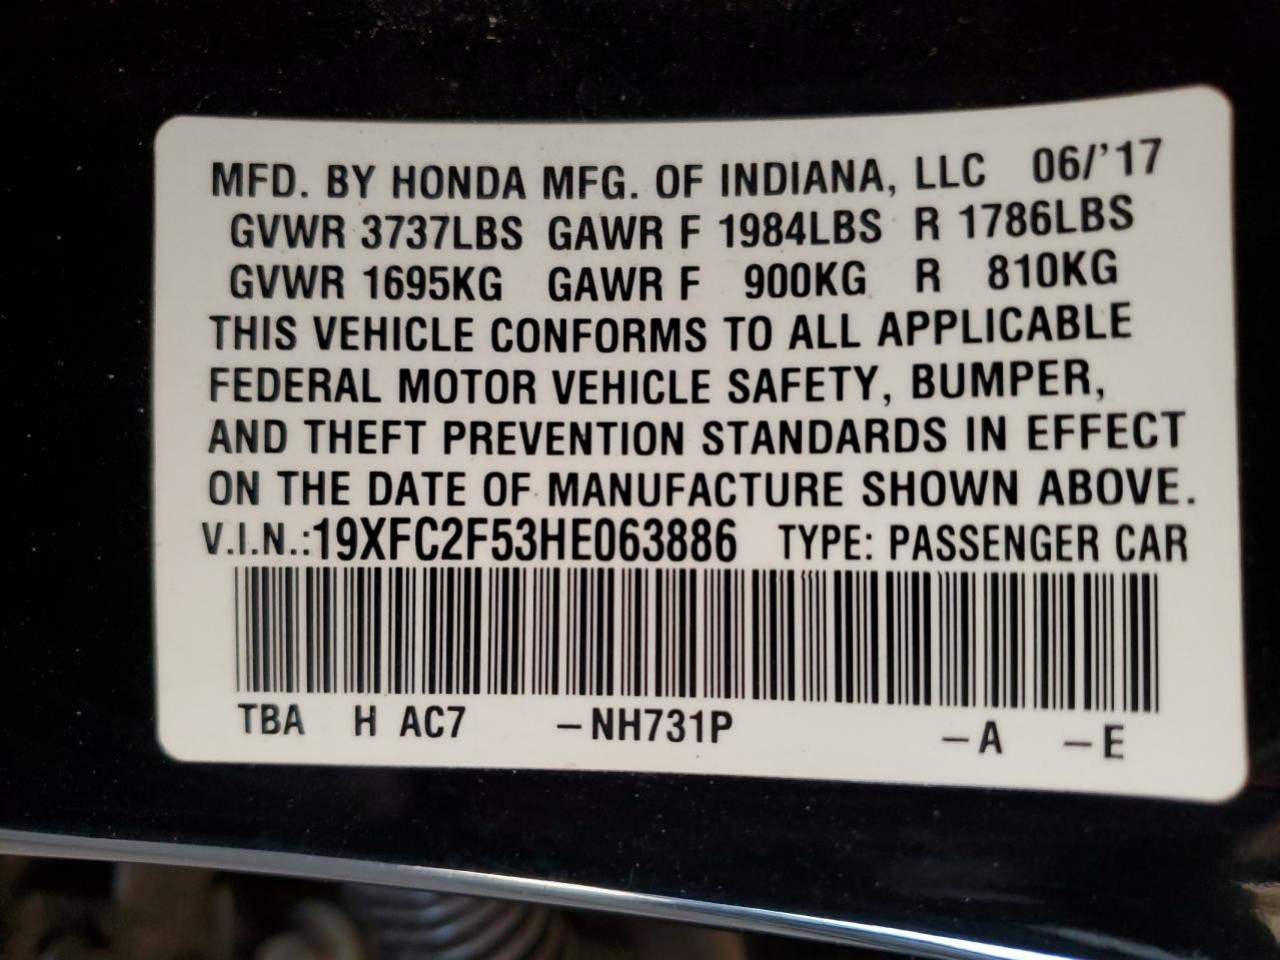 MFD. BY HONDA MFG. OF INDIANA, LLC 06/'17
GVWR 3737LBS GAWR F 1984LBS R 1786LBS
GVWR 1695KG GAWR F 900KG R 810KG
THIS VEHICLE CONFORMS TO ALL APPLICABLE
FEDERAL MOTOR VEHICLE SAFETY, BUMPER,
AND THEFT PREVENTION STANDARDS IN EFFECT
ON THE DATE OF MANUFACTURE SHOWN ABOVE.
V.I.N.:19XFC2F53HE063886 TYPE: PASSENGER CAR
TBA H AC7 –NH731P –A –E